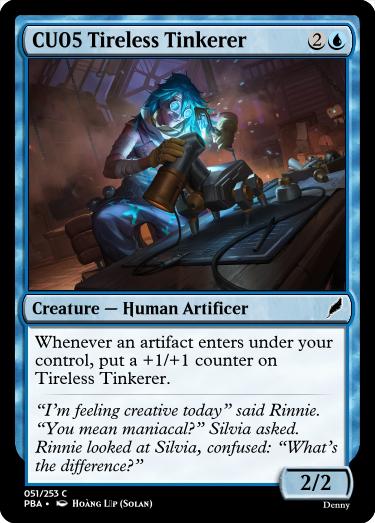 CU05 Tireless Tinkerer 2
Creature — Human Artificer
Whenever an artifact enters under your
control, put a +1/+1 counter on
Tireless Tinkerer.
“I’m feeling creative today” said Rinnie.
“You mean maniacal?” Silvia asked.
Rinnie looked at Silvia, confused: “What’s
the difference?”
2/2
051/253 C
PBA • Hoàng Lập (Solan)
Denny